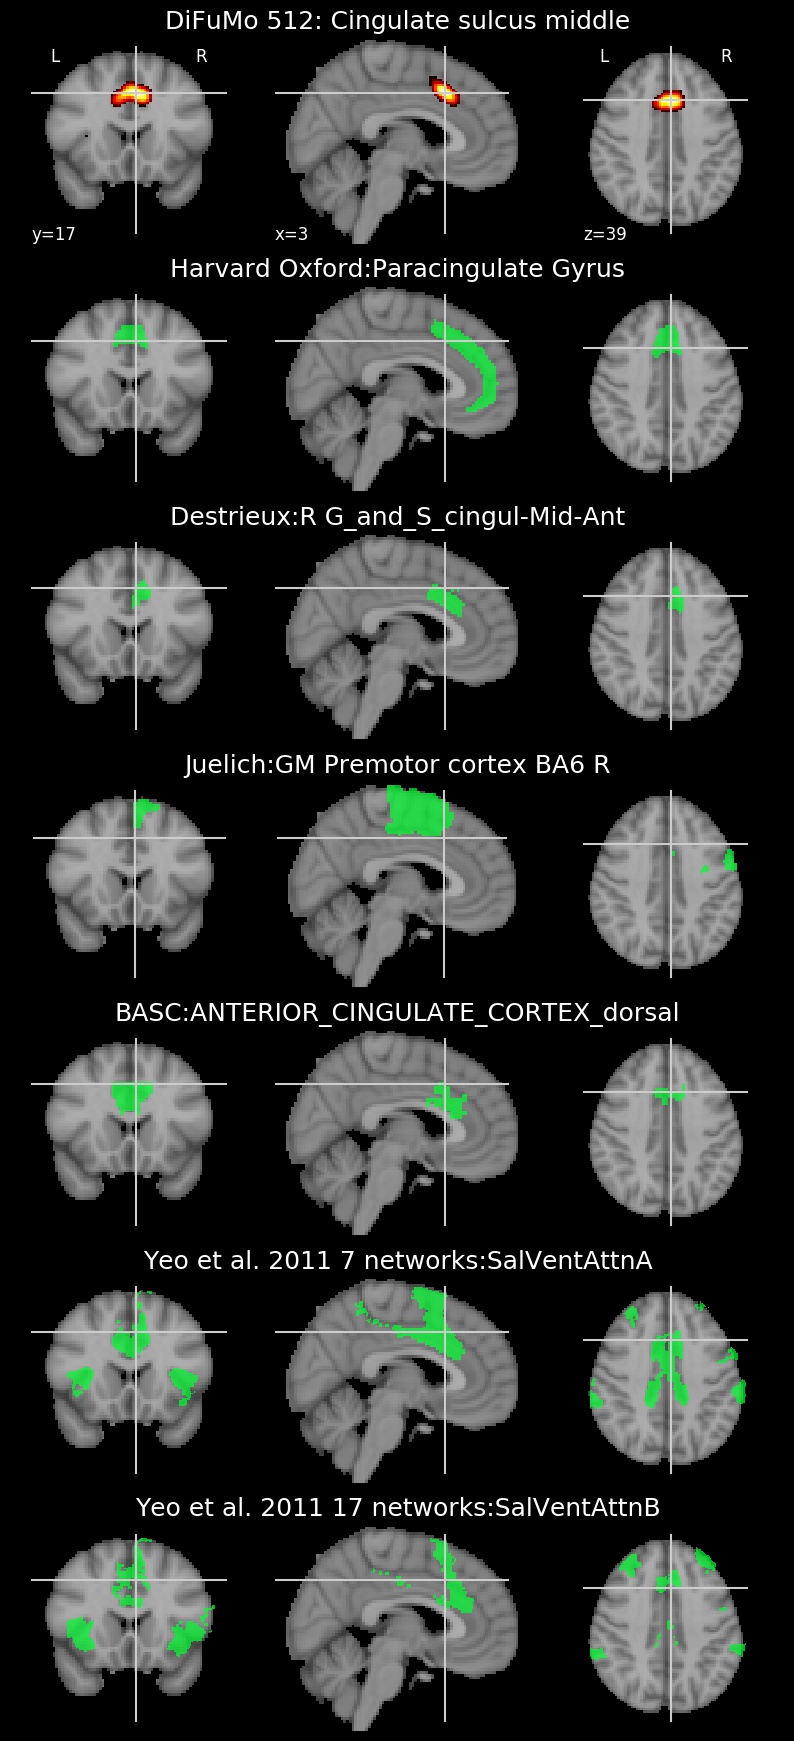 DiFuMo 512: Cingulate sulcus middle
L R L R
y=17 x=3 z=39
Harvard Oxford:Paracingulate Gyrus
Destrieux:R G_and_S_cingul-Mid-Ant
Juelich:GM Premotor cortex BA6 R
BASC:ANTERIOR_CINGULATE_CORTEX_dorsal
Yeo et al. 2011 7 networks:SalVentAttnA
Yeo et al. 2011 17 networks:SalVentAttnB